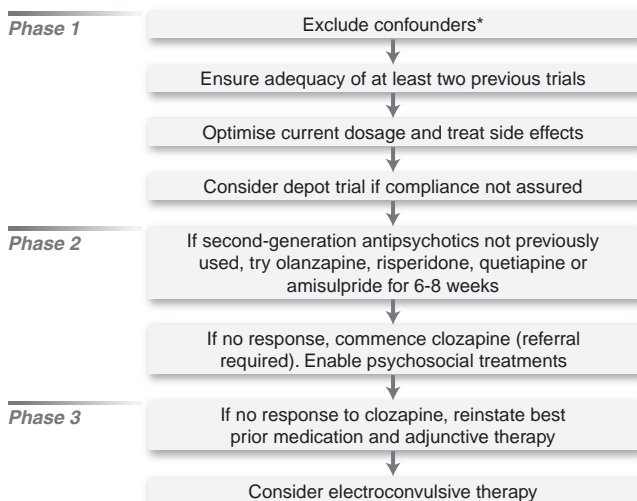 Phase 1
Exclude confounders*
Ensure adequacy of at least two previous trials
Optimise current dosage and treat side effects
Consider depot trial if compliance not assured
Phase 2
If second-generation antipsychotics not previously
used, try olanzapine, risperidone, quetiapine or
amisulpride for 6-8 weeks
If no response, commence clozapine (referral
required). Enable psychosocial treatments
Phase 3
If no response to clozapine, reinstate best
prior medication and adjunctive therapy
Consider electroconvulsive therapy